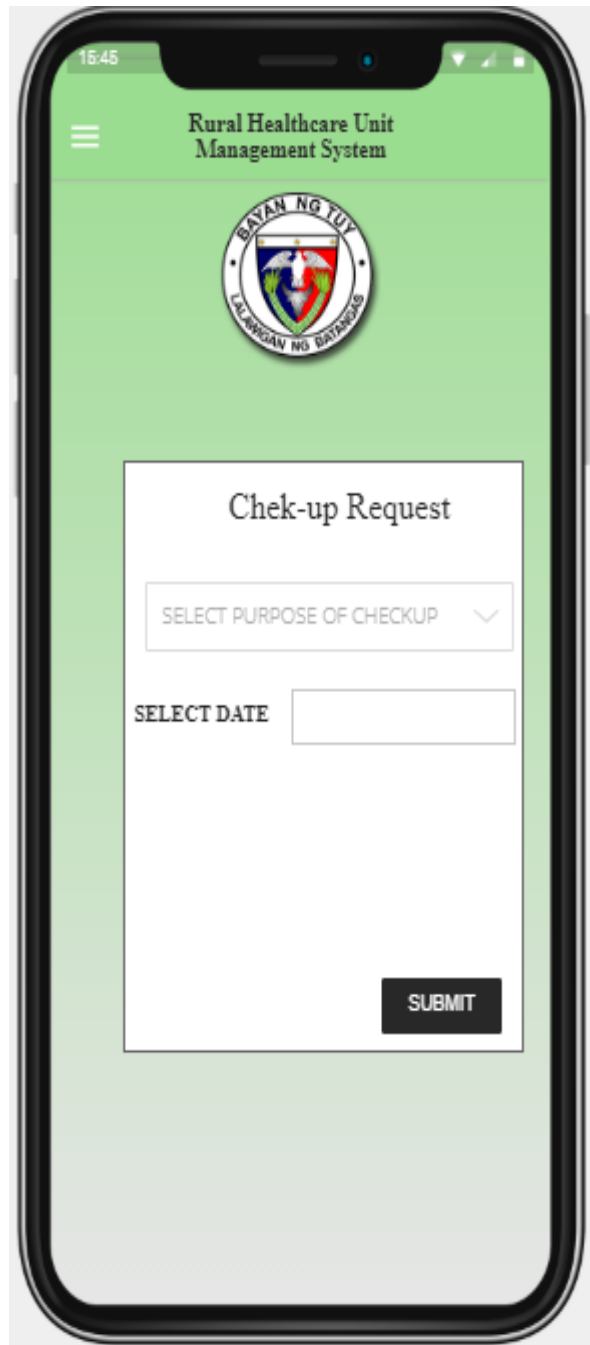 15:45
Rural Healthcare Unit
Management System
BAYAN NG TUY
LALAWIGAN NG BATANGAS
Chek-up Request
SELECT PURPOSE OF CHECKUP
SELECT DATE
SUBMIT